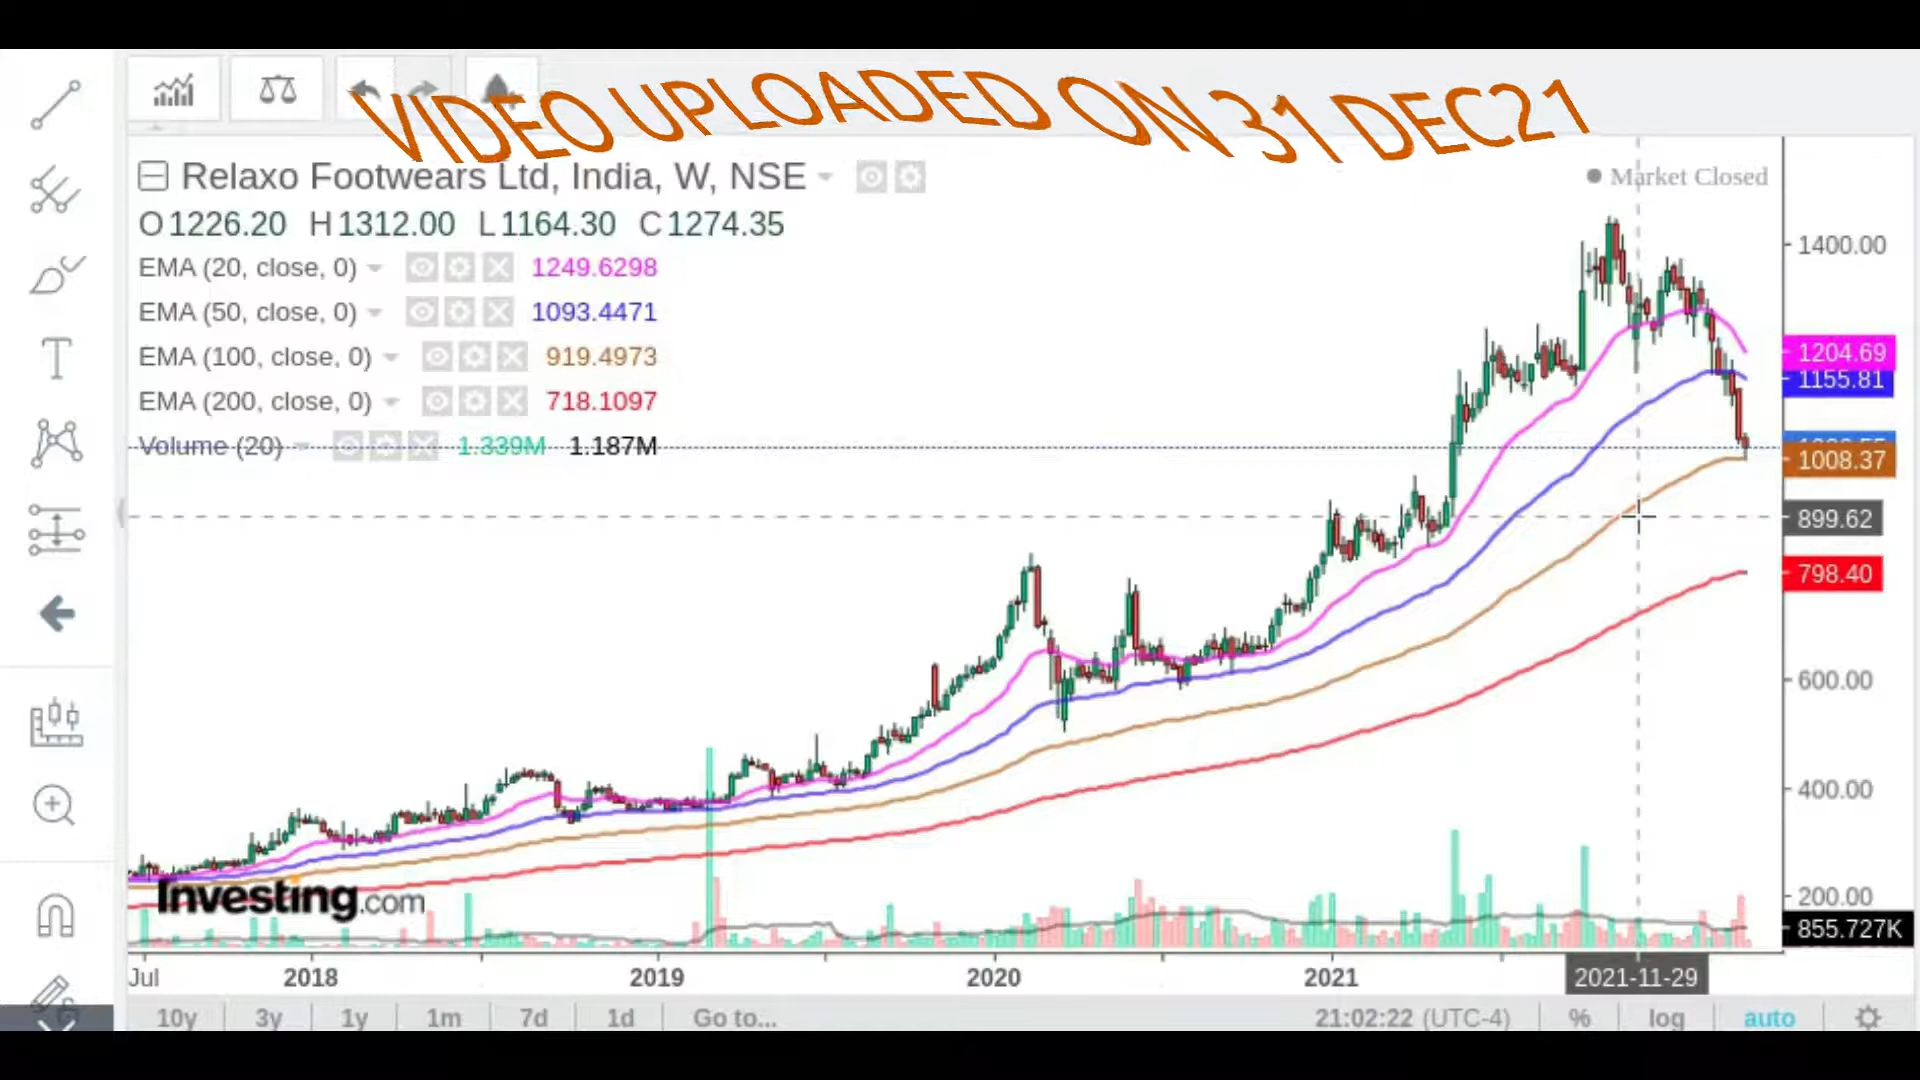 VIDEO UPLOADED ON 31 DEC21
Relaxo Footwears Ltd, India, W, NSE
Market Closed
O1226.20 H1312.00 L1164.30 C1274.35
EMA (20, close, 0) 1249.6298
EMA (50, close, 0) 1093.4471
EMA (100, close, 0) 919.4973
EMA (200, close, 0) 718.1097
Volume (20) 1.339M 1.187M
1400.00
1204.69
1155.81
1008.37
899.62
798.40
600.00
400.00
200.00
855.727K
Investing.com
Jul 2018 2019 2020 2021 2021-11-29
10y 3y 1y 1m 7d 1d Go to... 21:02:22 (UTC-4) % log auto